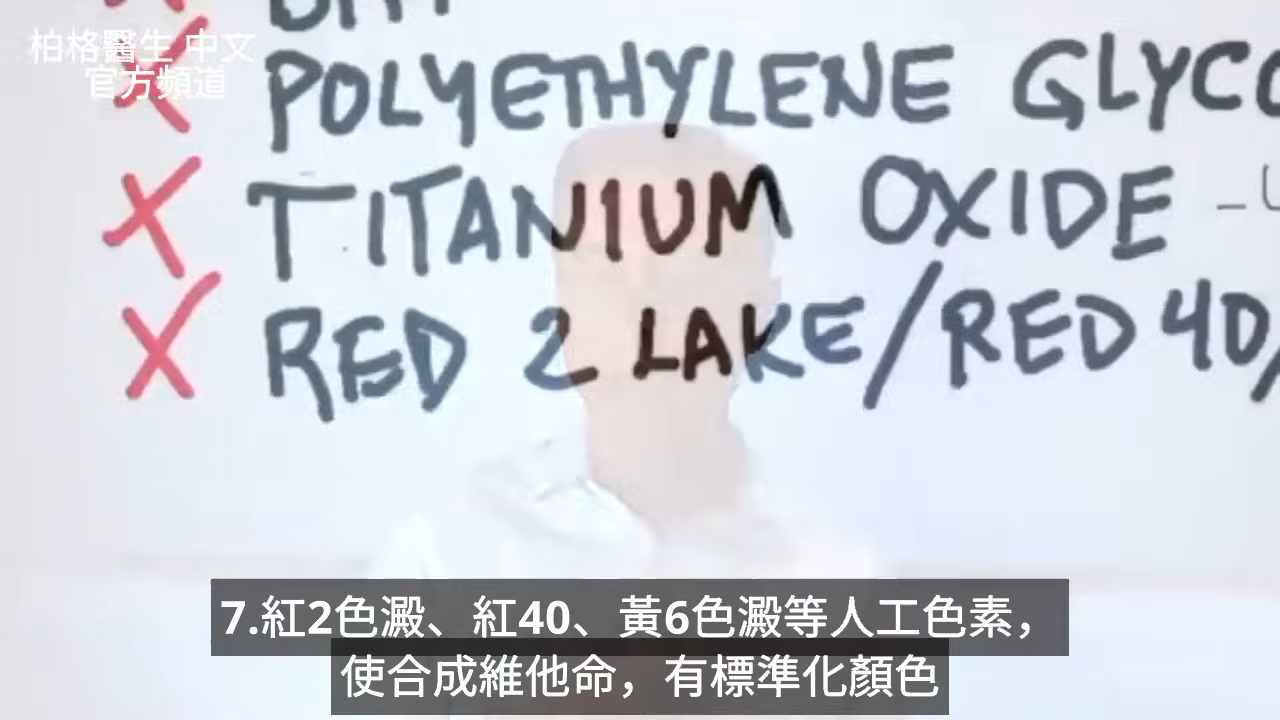 柏格醫生 中文
官方頻道
X POLYETHYLENE GLYCO
X TITANIUM OXIDE -
X RED 2 LAKE/RED 40/
7.紅2色澱、紅40、黃6色澱等人工色素，
使合成維他命，有標準化顏色